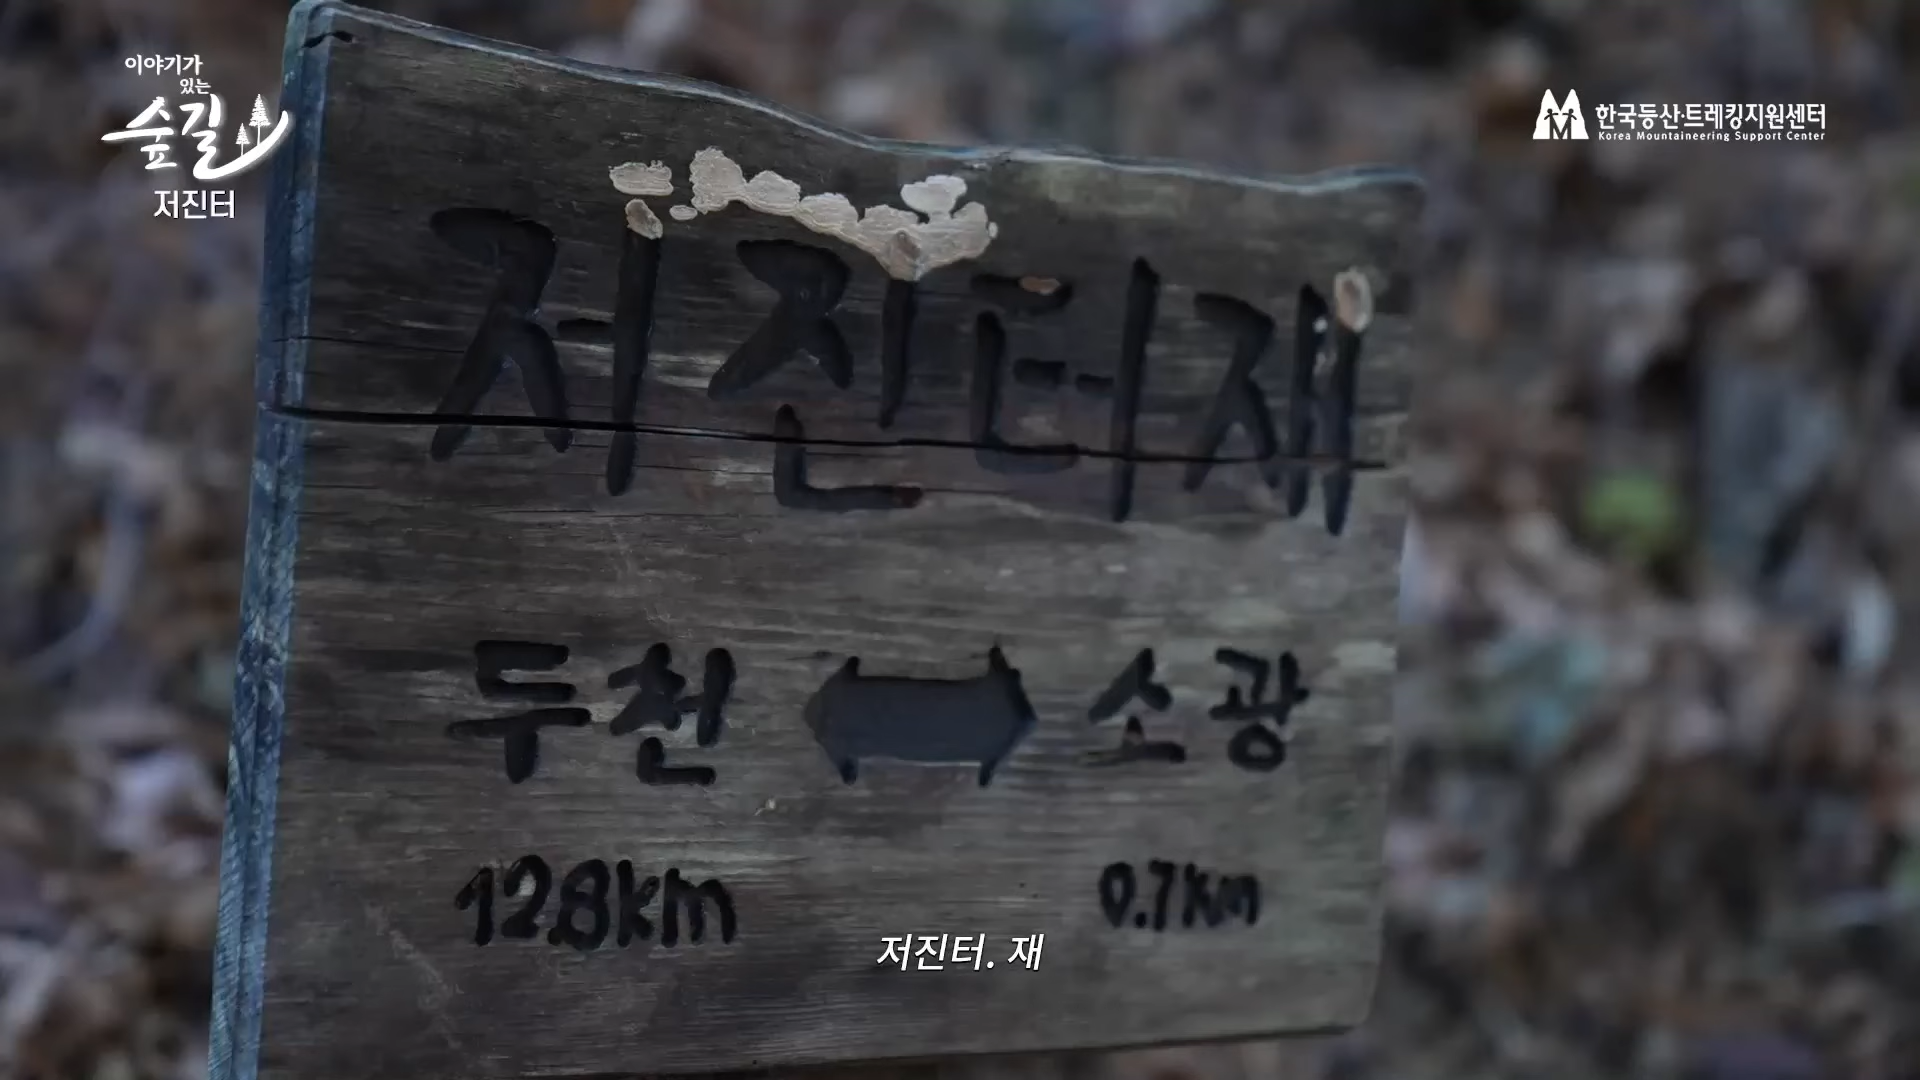 이야기가
있는
숲길
저진터
한국등산·트레킹지원센터
Korea Mountaineering Support Center
저진터재
두천 소광
12.8km 0.7km
저진터. 재